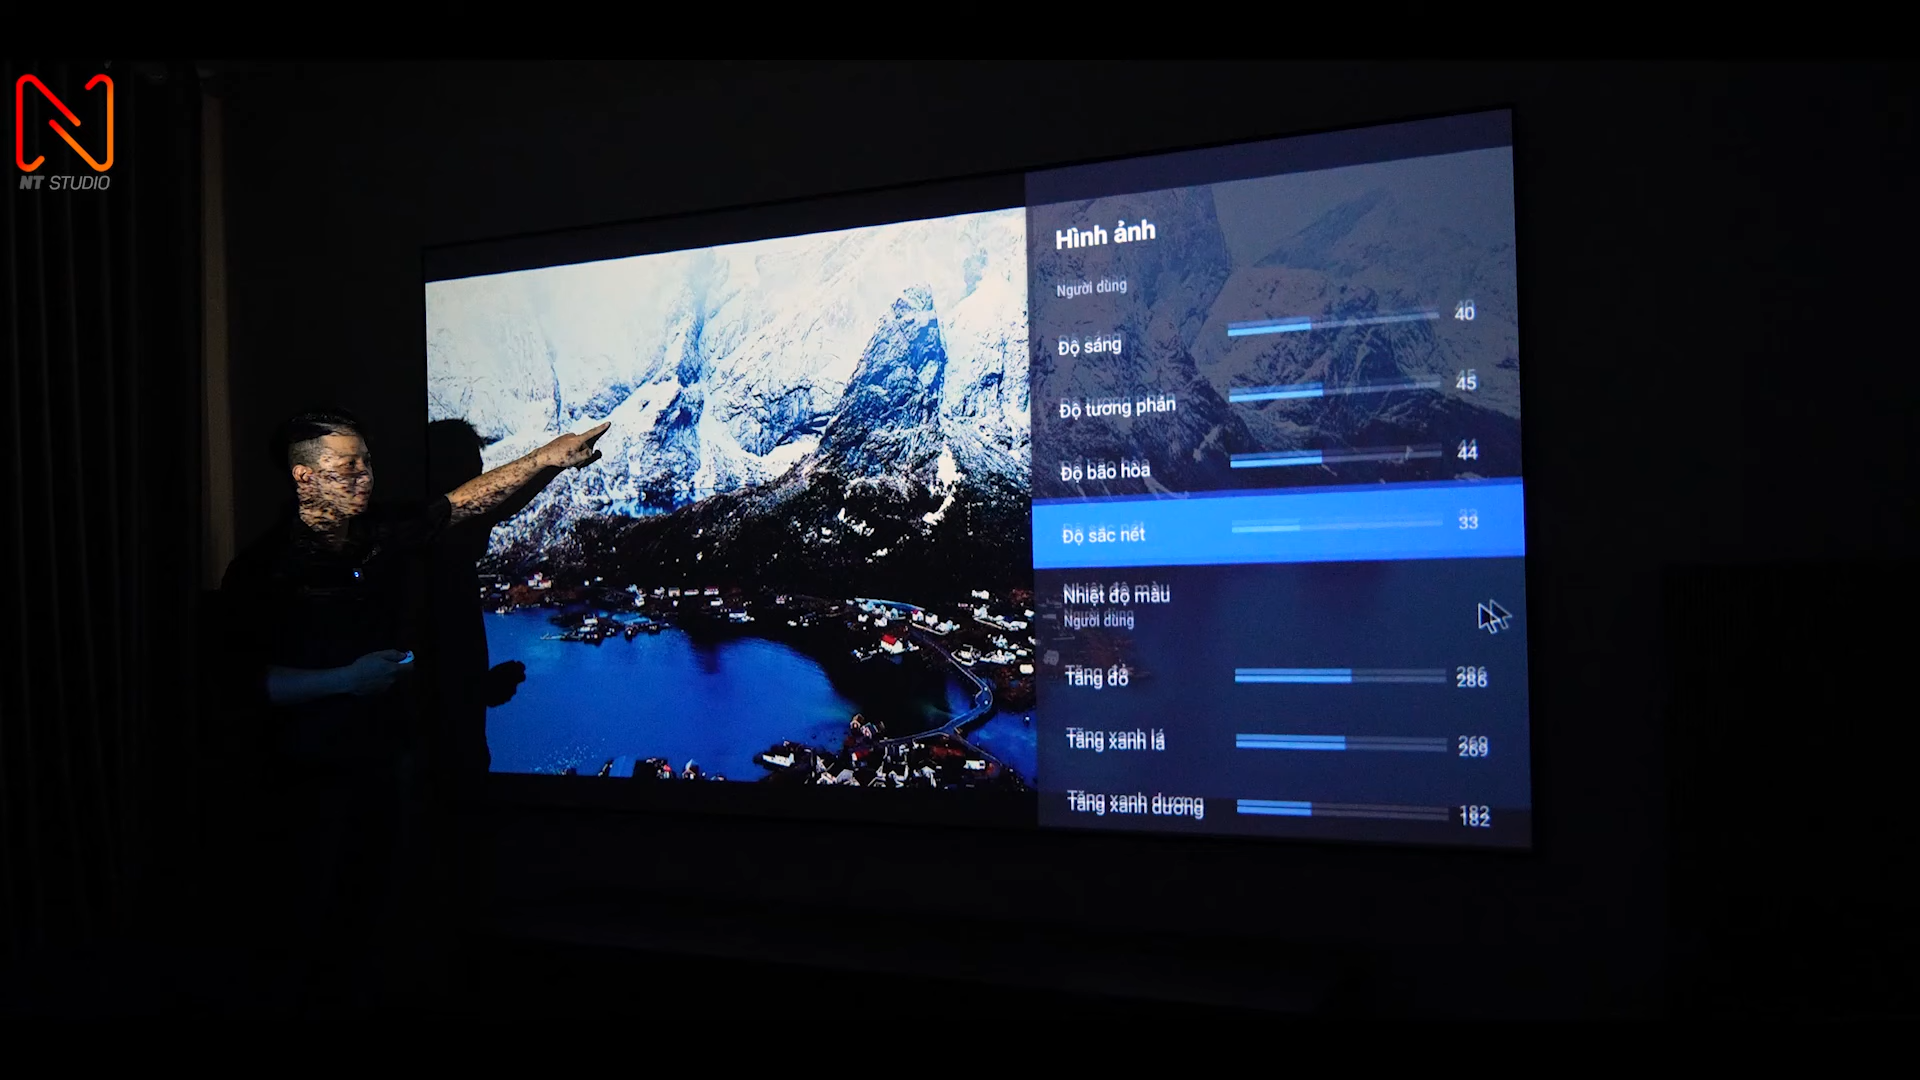 NT STUDIO
Hình ảnh
Người dùng
Độ sáng 40
Độ tương phản 45
Độ bão hòa 44
Độ sắc nét 33
Nhiệt độ màu
Người dùng
Tăng đỏ 286
Tăng xanh lá 269
Tăng xanh dương 182